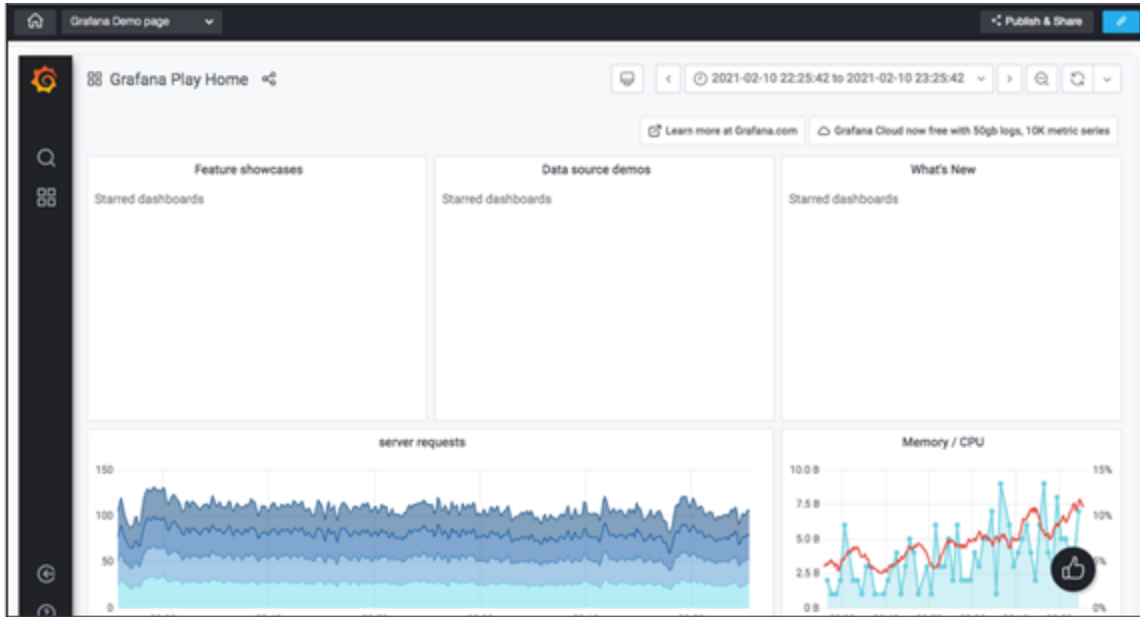 Grafana Demo page
Publish & Share
Grafana Play Home
2021-02-10 22:25:42 to 2021-02-10 23:25:42
Learn more at Grafana.com
Grafana Cloud now free with 50gb logs, 10K metric series
Feature showcases
Data source demos
What's New
Starred dashboards
Starred dashboards
Starred dashboards
server requests
Memory / CPU
150
100
50
0
10.0 B
7.5 B
5.0 B
2.5 B
0 B
15%
10%
0%